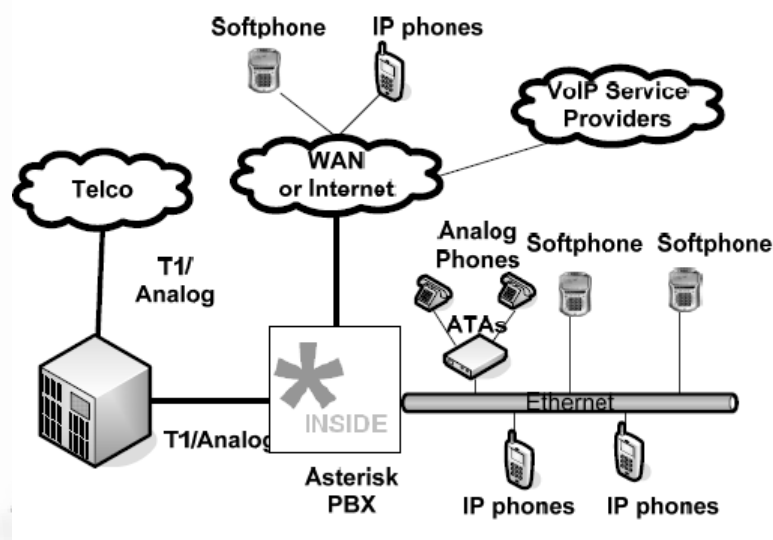 Softphone
IP phones
VoIP Service
Providers
WAN
or Internet
Telco
T1/
Analog
Analog
Phones
Softphone
Softphone
ATAs
Ethernet
INSIDE
T1/Analog
Asterisk
PBX
IP phones
IP phones